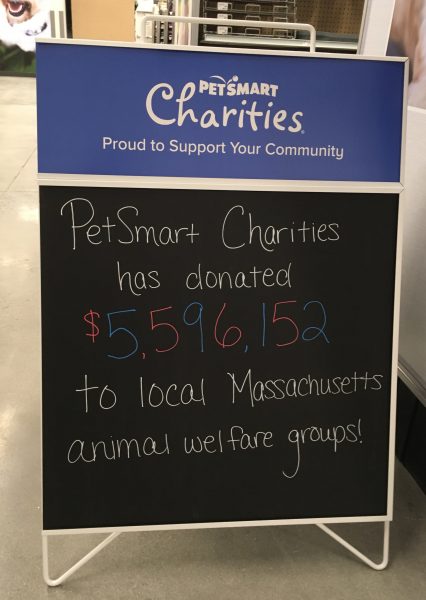 PETSMART
Charities
Proud to Support Your Community
PetSmart Charities
has donated
$5,596,152
to local Massachusetts
animal welfare groups!